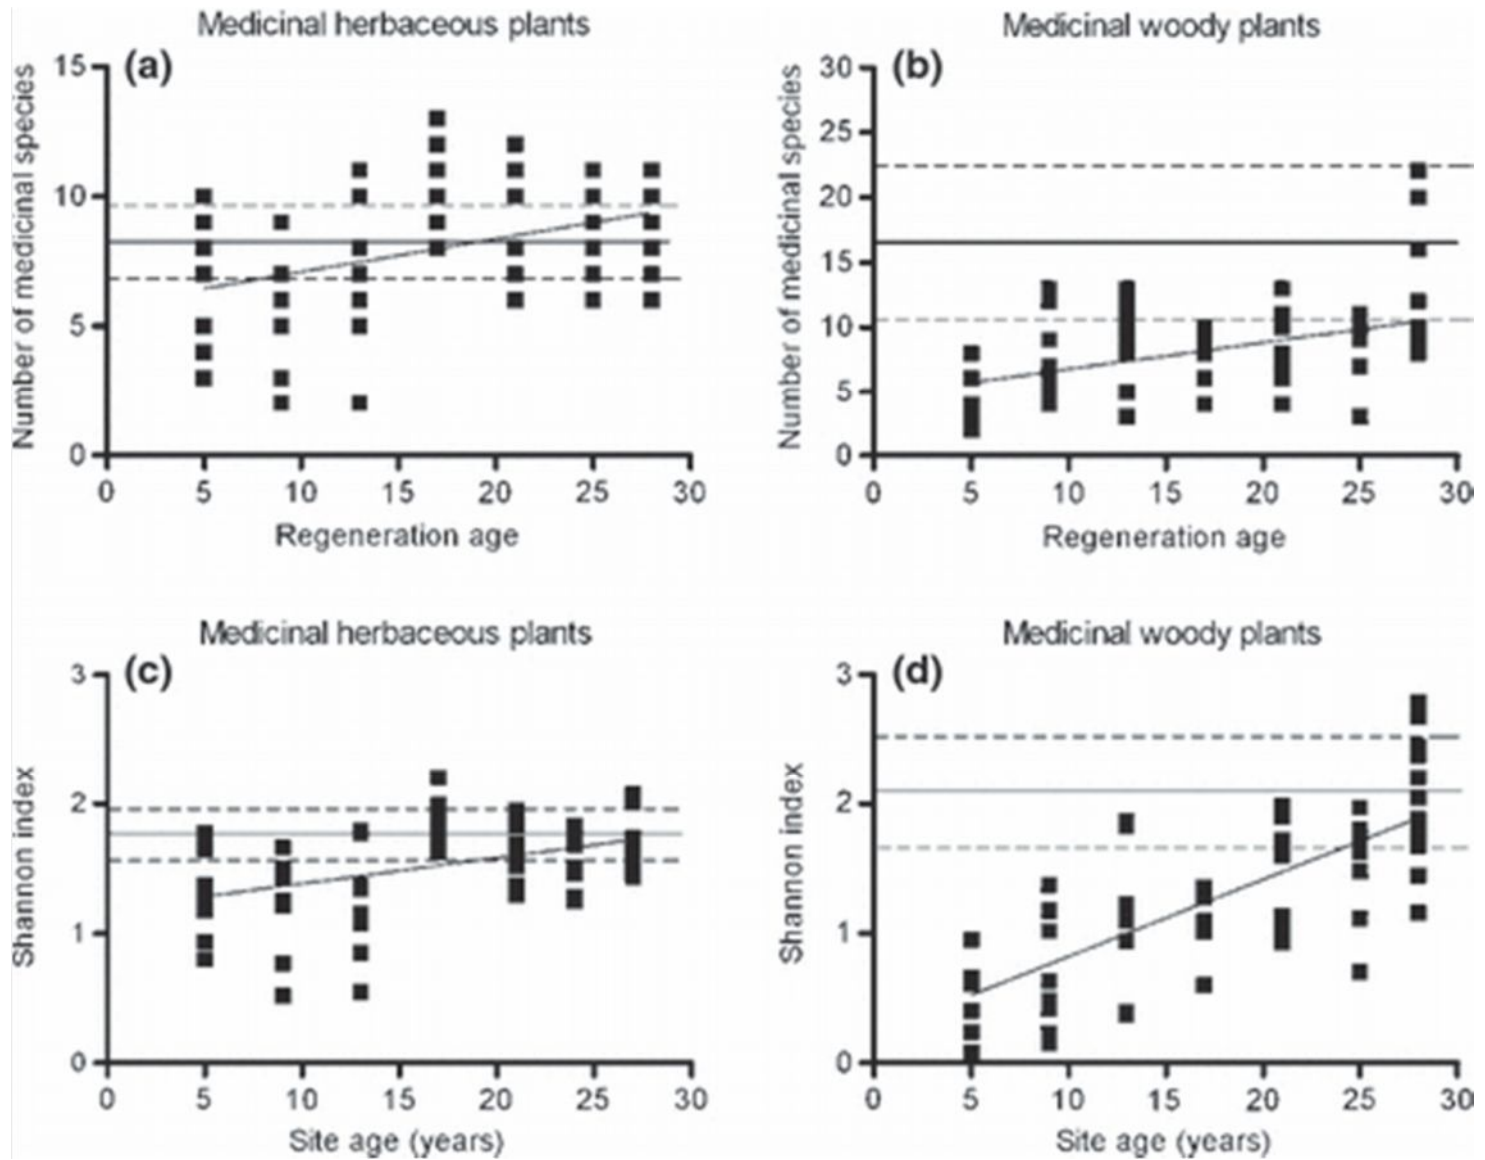 Medicinal herbaceous plants
(a)
Number of medicinal species
15
10
5
0
0 5 10 15 20 25 30
Regeneration age
Medicinal woody plants
(b)
Number of medicinal species
30
25
20
15
10
5
0
0 5 10 15 20 25 30
Regeneration age
Medicinal herbaceous plants
(c)
Shannon index
3
2
1
0
0 5 10 15 20 25 30
Site age (years)
Medicinal woody plants
(d)
Shannon index
3
2
1
0
0 5 10 15 20 25 30
Site age (years)